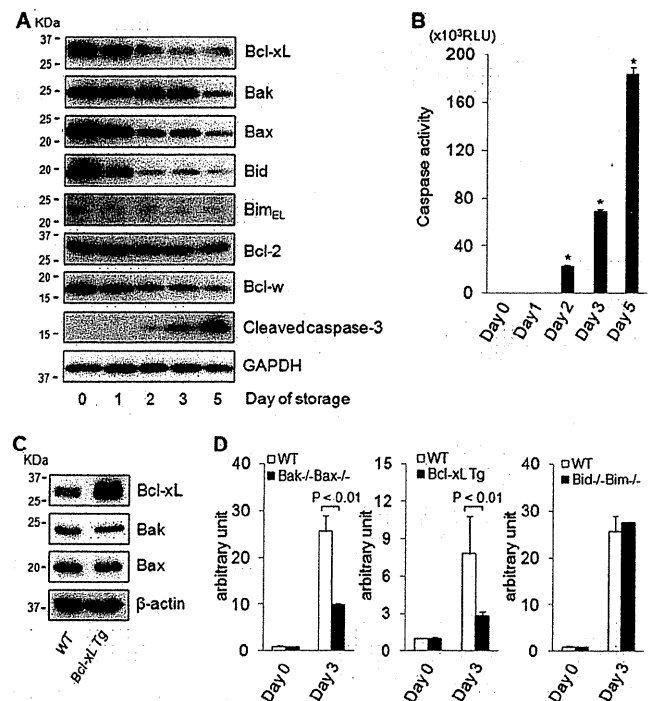 A
KDa
37
25
Bcl-xL
25
Bak
25
20
Bax
20
Bid
25
20
BimEL
37
25
Bcl-2
20
15
Bcl-w
15
Cleaved caspase-3
37
GAPDH
0 1 2 3 5 Day of storage
B
(x10³RLU)
Caspase activity
200
160
120
80
40
0
* * *
Day 0 Day1 Day 2 Day 3 Day 5
C
KDa
37
25
Bcl-xL
25
Bak
20
Bax
37
β-actin
WT Bcl-xL Tg
D
WT
Bak-/-Bax-/-
P < 0.01
arbitrary unit
40
30
20
10
0
Day 0 Day 3
WT
Bcl-xL Tg
P < 0.01
arbitrary unit
15
12
9
6
3
0
Day 0 Day 3
WT
Bid-/-Bim-/-
arbitrary unit
40
30
20
10
0
Day 0 Day 3